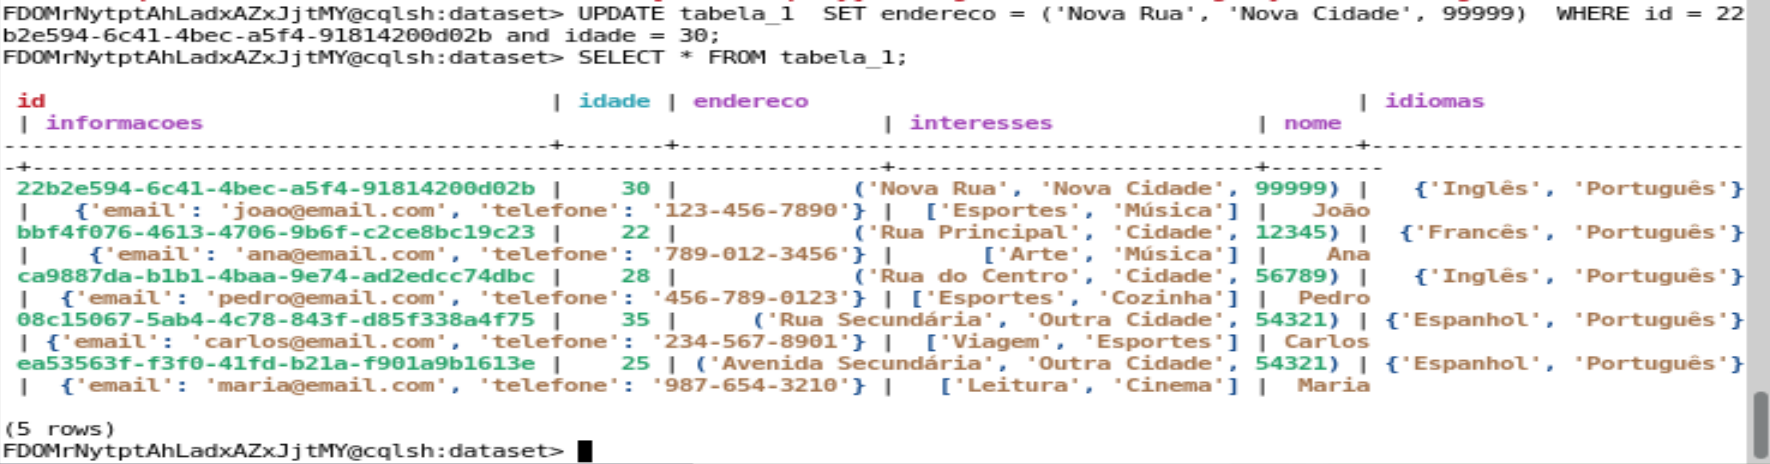 FDOMrNytptAhLadxAZxJjtMY@cqlsh:dataset> UPDATE tabela_1  SET endereco = ('Nova Rua', 'Nova Cidade', 99999)  WHERE id = 22
b2e594-6c41-4bec-a5f4-91814200d02b and idade = 30;
FDOMrNytptAhLadxAZxJjtMY@cqlsh:dataset> SELECT * FROM tabela_1;
 id                                   | idade | endereco                                      | idiomas
 | informacoes                                               | interesses              | nome
--------------------------------------+-------+-----------------------------------------------+--------------------------
-+-----------------------------------------------------------+-------------------------+--------
 22b2e594-6c41-4bec-a5f4-91814200d02b |    30 |            ('Nova Rua', 'Nova Cidade', 99999) |   {'Inglês', 'Português'}
 |   {'email': 'joao@email.com', 'telefone': '123-456-7890'} |  ['Esportes', 'Música'] |   João
 bbf4f076-4613-4706-9b6f-c2ce8bc19c23 |    22 |            ('Rua Principal', 'Cidade', 12345) |  {'Francês', 'Português'}
 |    {'email': 'ana@email.com', 'telefone': '789-012-3456'} |      ['Arte', 'Música'] |    Ana
 ca9887da-b1b1-4baa-9e74-ad2edcc74dbc |    28 |            ('Rua do Centro', 'Cidade', 56789) |   {'Inglês', 'Português'}
 |  {'email': 'pedro@email.com', 'telefone': '456-789-0123'} | ['Esportes', 'Cozinha'] |  Pedro
 08c15067-5ab4-4c78-843f-d85f338a4f75 |    35 |     ('Rua Secundária', 'Outra Cidade', 54321) | {'Espanhol', 'Português'}
 | {'email': 'carlos@email.com', 'telefone': '234-567-8901'} |  ['Viagem', 'Esportes'] | Carlos
 ea53563f-f3f0-41fd-b21a-f901a9b1613e |    25 | ('Avenida Secundária', 'Outra Cidade', 54321) | {'Espanhol', 'Português'}
 |  {'email': 'maria@email.com', 'telefone': '987-654-3210'} |   ['Leitura', 'Cinema'] |  Maria
(5 rows)
FDOMrNytptAhLadxAZxJjtMY@cqlsh:dataset>